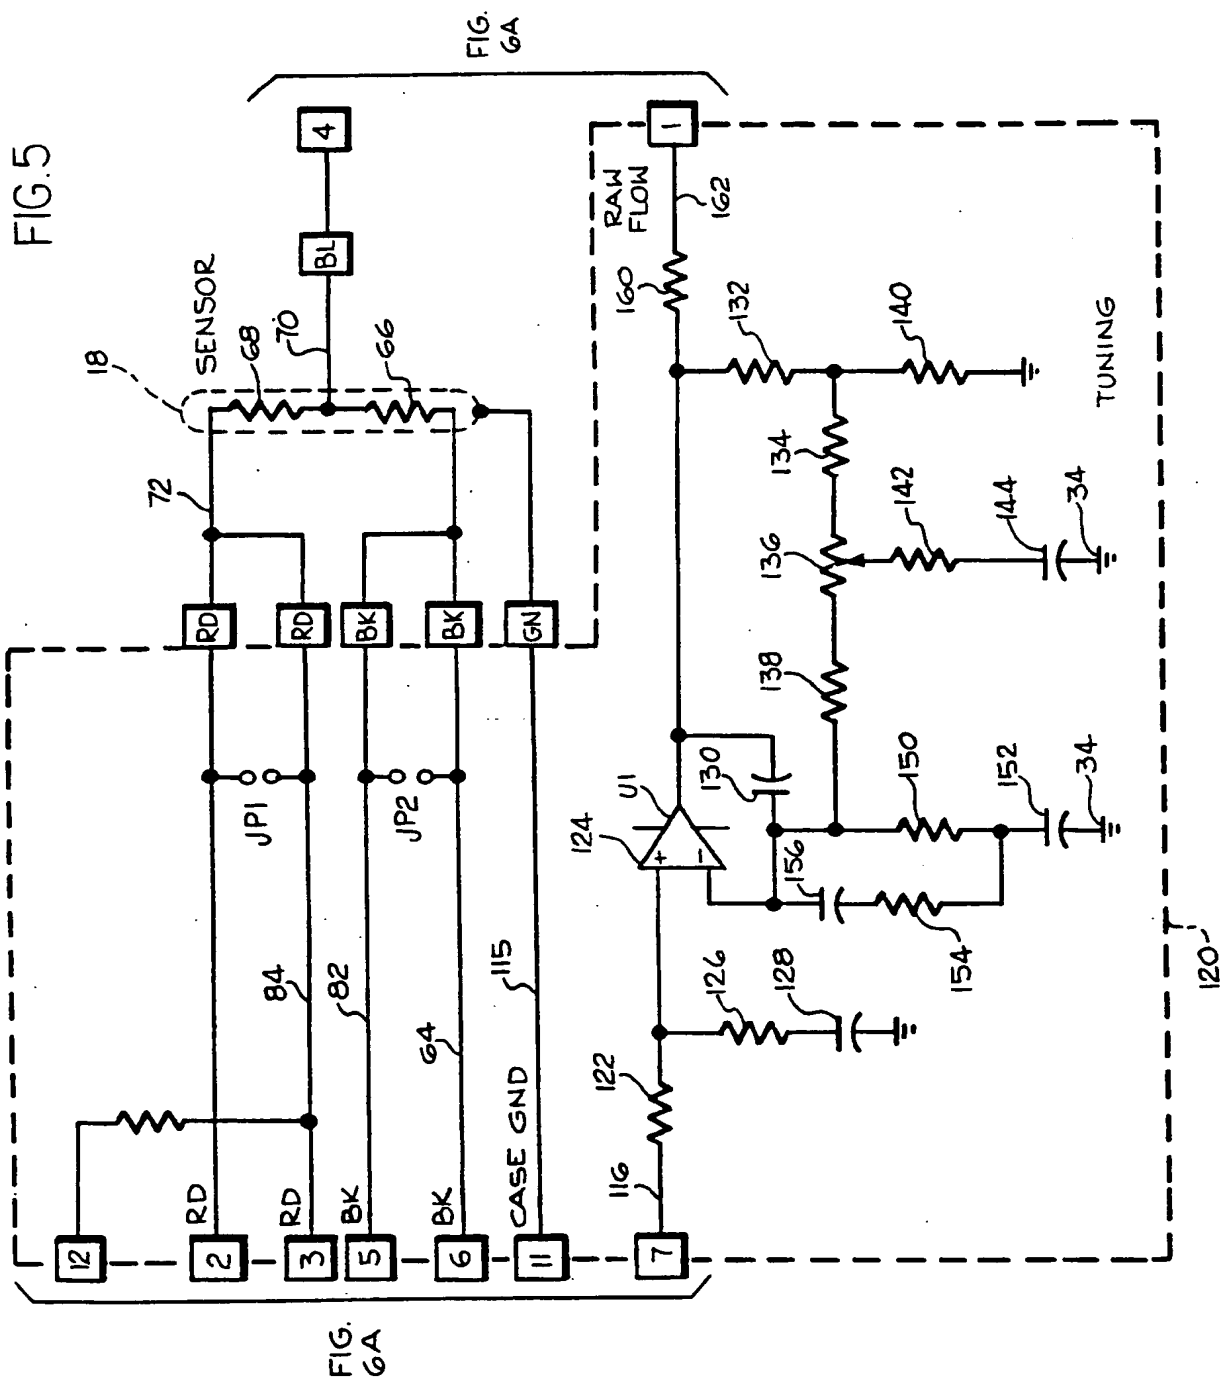 FIG.5
FIG.
6A
SENSOR
18
68
70
66
72
BL
4
RD
RD
BK
BK
GN
JP1
JP2
84
82
64
115
CASE GND
RD
RD
BK
BK
12
2
3
5
6
11
7
FIG.
6A
RAW
FLOW
1
162
160
132
140
134
142
144
34
136
138
TUNING
130
U1
124
150
152
34
156
154
126
128
122
116
+
−
120